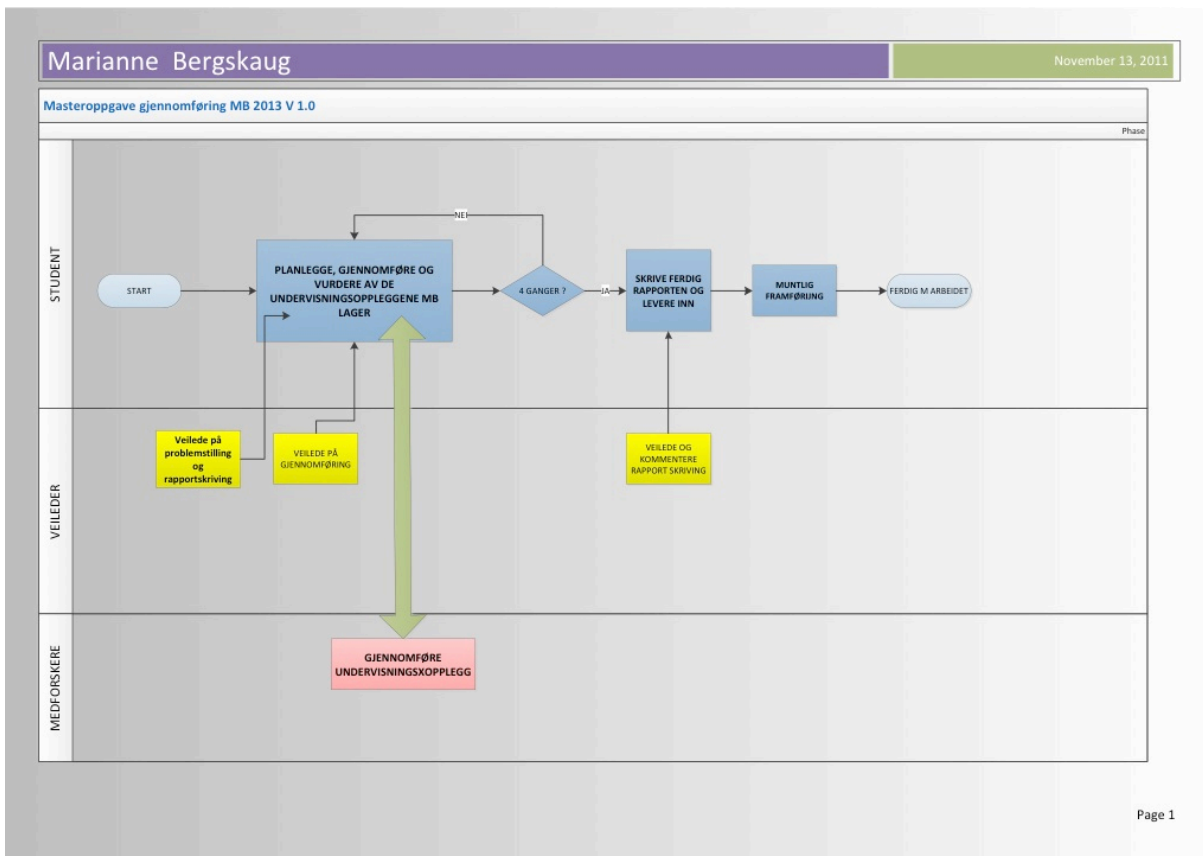 Marianne Bergskaug
November 13, 2011
Masteroppgave gjennomføring MB 2013 V 1.0
Phase
STUDENT
NEI
START
PLANLEGGE, GJENNOMFØRE OG
VURDERE AV DE
UNDERVISNINGSOPPLEGGENE MB
LAGER
4 GANGER ?
JA
SKRIVE FERDIG
RAPPORTEN OG
LEVERE INN
MUNTLIG
FRAMFØRIJNG
FERDIG M ARBEIDET
VEILEDER
Veilede på
problemstilling
og
rapportskriving
VEILEDE PÅ
GJENNOMFØRING
VEILEDE OG
KOMMENTERE
RAPPORT SKRIVING
MEDFORSKERE
GJENNOMFØRE
UNDERVISNINGSXOPPLEGG
Page 1